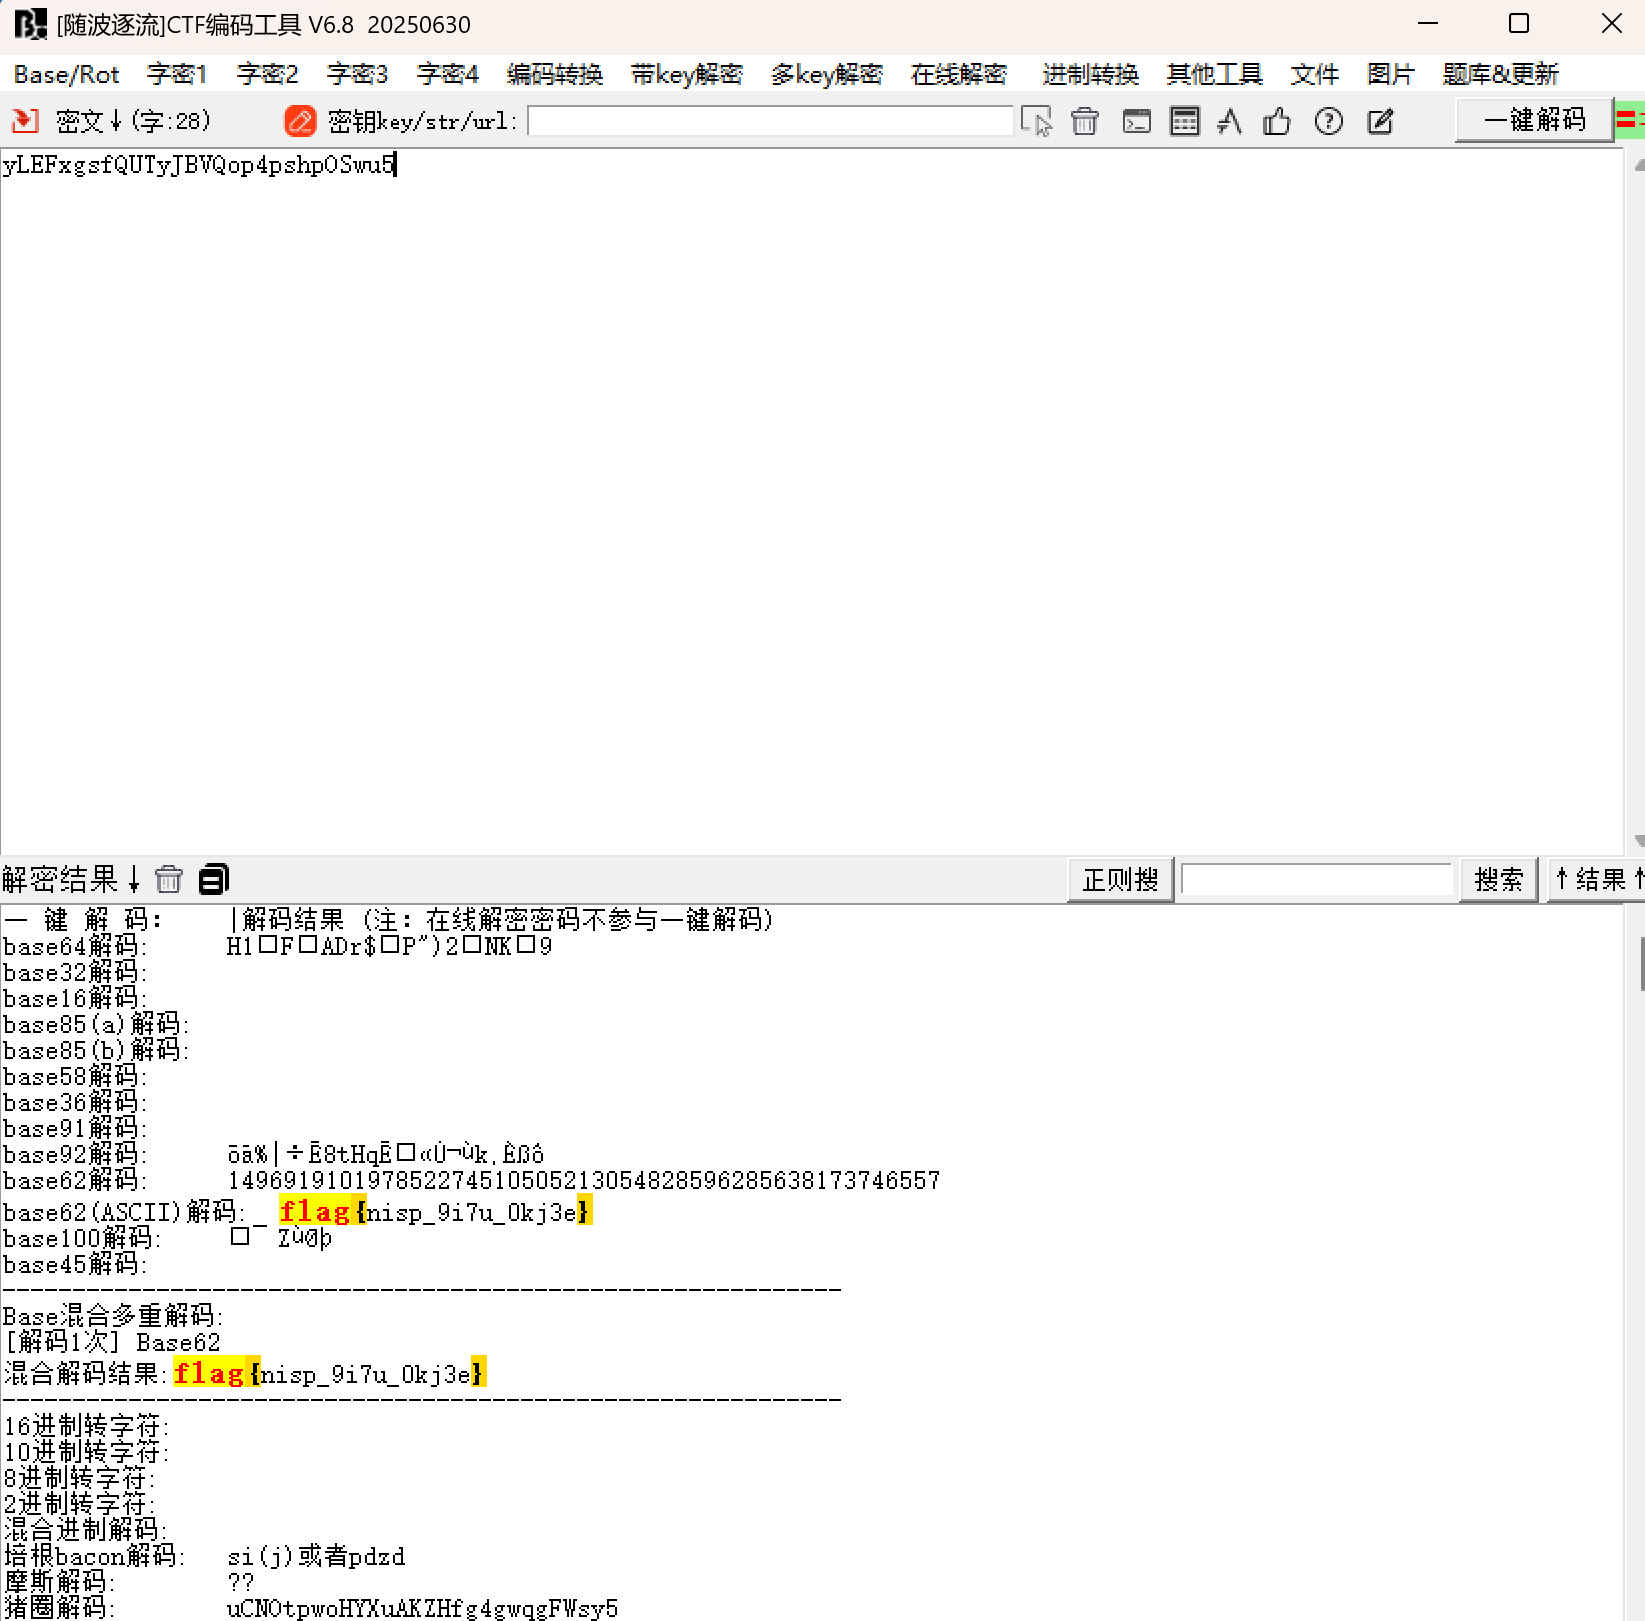 [随波逐流]CTF编码工具 V6.8 20250630
Base/Rot 字密1 字密2 字密3 字密4 编码转换 带key解密 多key解密 在线解密 进制转换 其他工具 文件 图片 题库&更新
密文↓(字:28) 密钥key/str/url: 一键解码
yLEFxgsfQUTyJBVQop4pshpOSwu5
解密结果↓ 正则搜 搜索 ↑结果↑
一 键 解 码: |解码结果 (注: 在线解密密码不参与一键解码)
base64解码: H1□F□ADr$□P˝)2□NK□9
base32解码:
base16解码:
base85(a)解码:
base85(b)解码:
base58解码:
base36解码:
base91解码:
base92解码:
base62解码: 149691910197852274510505213054828596285638173746557
base62(ASCII)解码: flag{nisp_9i7u_0kj3e}
base100解码:
base45解码:
------------------------------------------------------------
Base混合多重解码:
[解码1次] Base62
混合解码结果:flag{nisp_9i7u_0kj3e}
------------------------------------------------------------
16进制转字符:
10进制转字符:
8进制转字符:
2进制转字符:
混合进制解码:
培根bacon解码: si(j)或者pdzd
摩斯解码: ??
猪圈解码: uCNOtpwoHYXuAKZHfg4gwqgFWsy5